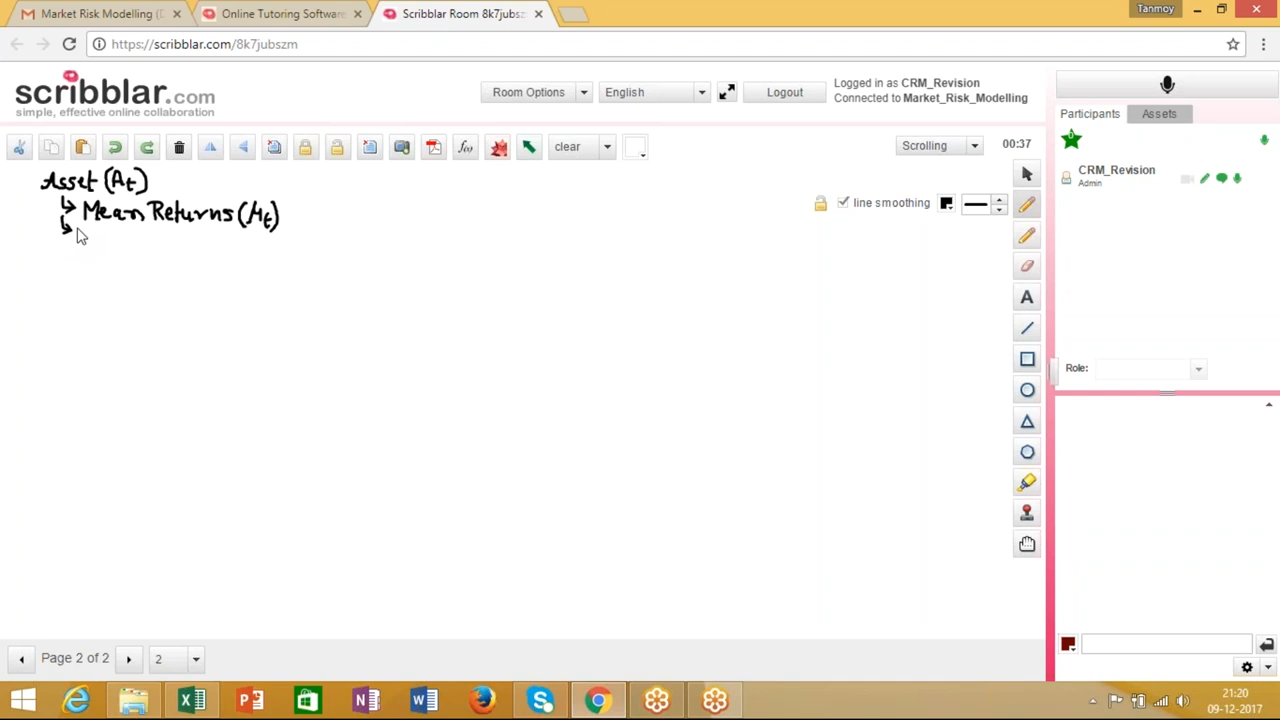 Market Risk Modelling (D
Online Tutoring Software
Scribblar Room 8k7jubsz
Tanmoy
https://scribblar.com/8k7jubszm
scribblar.com
simple, effective online collaboration
Room Options
English
Logout
Logged in as CRM_Revision
Connected to Market_Risk_Modelling
Participants
Assets
f(x)
clear
Scrolling
00:37
CRM_Revision
Admin
Asset (At)
Mean Returns (μt)
line smoothing
A
Role:
Page 2 of 2
2
21:20
09-12-2017